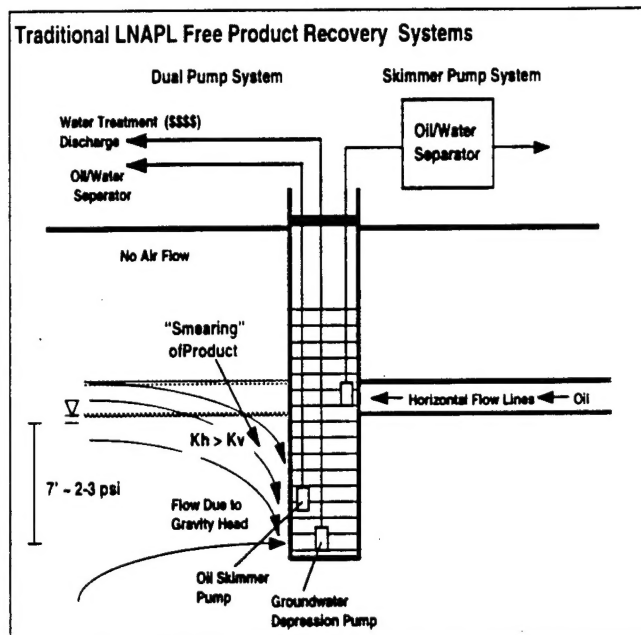 Traditional LNAPL Free Product Recovery Systems
Dual Pump System
Skimmer Pump System
Water Treatment ($$$$)
Discharge
Oil/Water
Separator
Oil/Water
Separator
No Air Flow
"Smearing"
ofProduct
Horizontal Flow Lines
Oil
Kh > Kv
7' ~ 2-3 psi
Flow Due to
Gravity Head
Oil Skimmer
Pump
Groundwater
Depression Pump